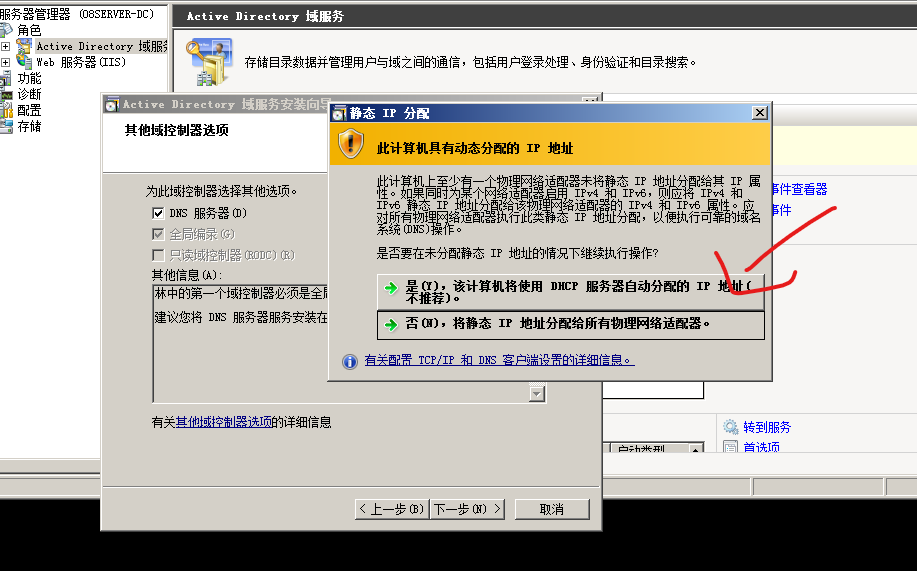 服务器管理器 (08SERVER-DC)
角色
Active Directory 域服务
Web 服务器(IIS)
功能
诊断
配置
存储
Active Directory 域服务
存储目录数据并管理用户与域之间的通信，包括用户登录处理、身份验证和目录搜索。
事件查看器
事件
Active Directory 域服务安装向导
其他域控制器选项
为此域控制器选择其他选项。
DNS 服务器(D)
全局编录(G)
只读域控制器(RODC)(R)
其他信息(A):
林中的第一个域控制器必须是全局
建议您将 DNS 服务器服务安装在
有关其他域控制器选项的详细信息
< 上一步(B)
下一步(N) >
取消
静态 IP 分配
此计算机具有动态分配的 IP 地址
此计算机上至少有一个物理网络适配器未将静态 IP 地址分配给其 IP 属
性。如果同时为某个网络适配器启用 IPv4 和 IPv6，则应将 IPv4 和
IPv6 静态 IP 地址分配给该物理网络适配器的 IPv4 和 IPv6 属性。应
对所有物理网络适配器执行此类静态 IP 地址分配，以便执行可靠的域名
系统(DNS)操作。
是否要在未分配静态 IP 地址的情况下继续执行操作?
是(Y)，该计算机将使用 DHCP 服务器自动分配的 IP 地址(
不推荐)。
否(N)，将静态 IP 地址分配给所有物理网络适配器。
有关配置 TCP/IP 和 DNS 客户端设置的详细信息。
启动类型
转到服务
首选项